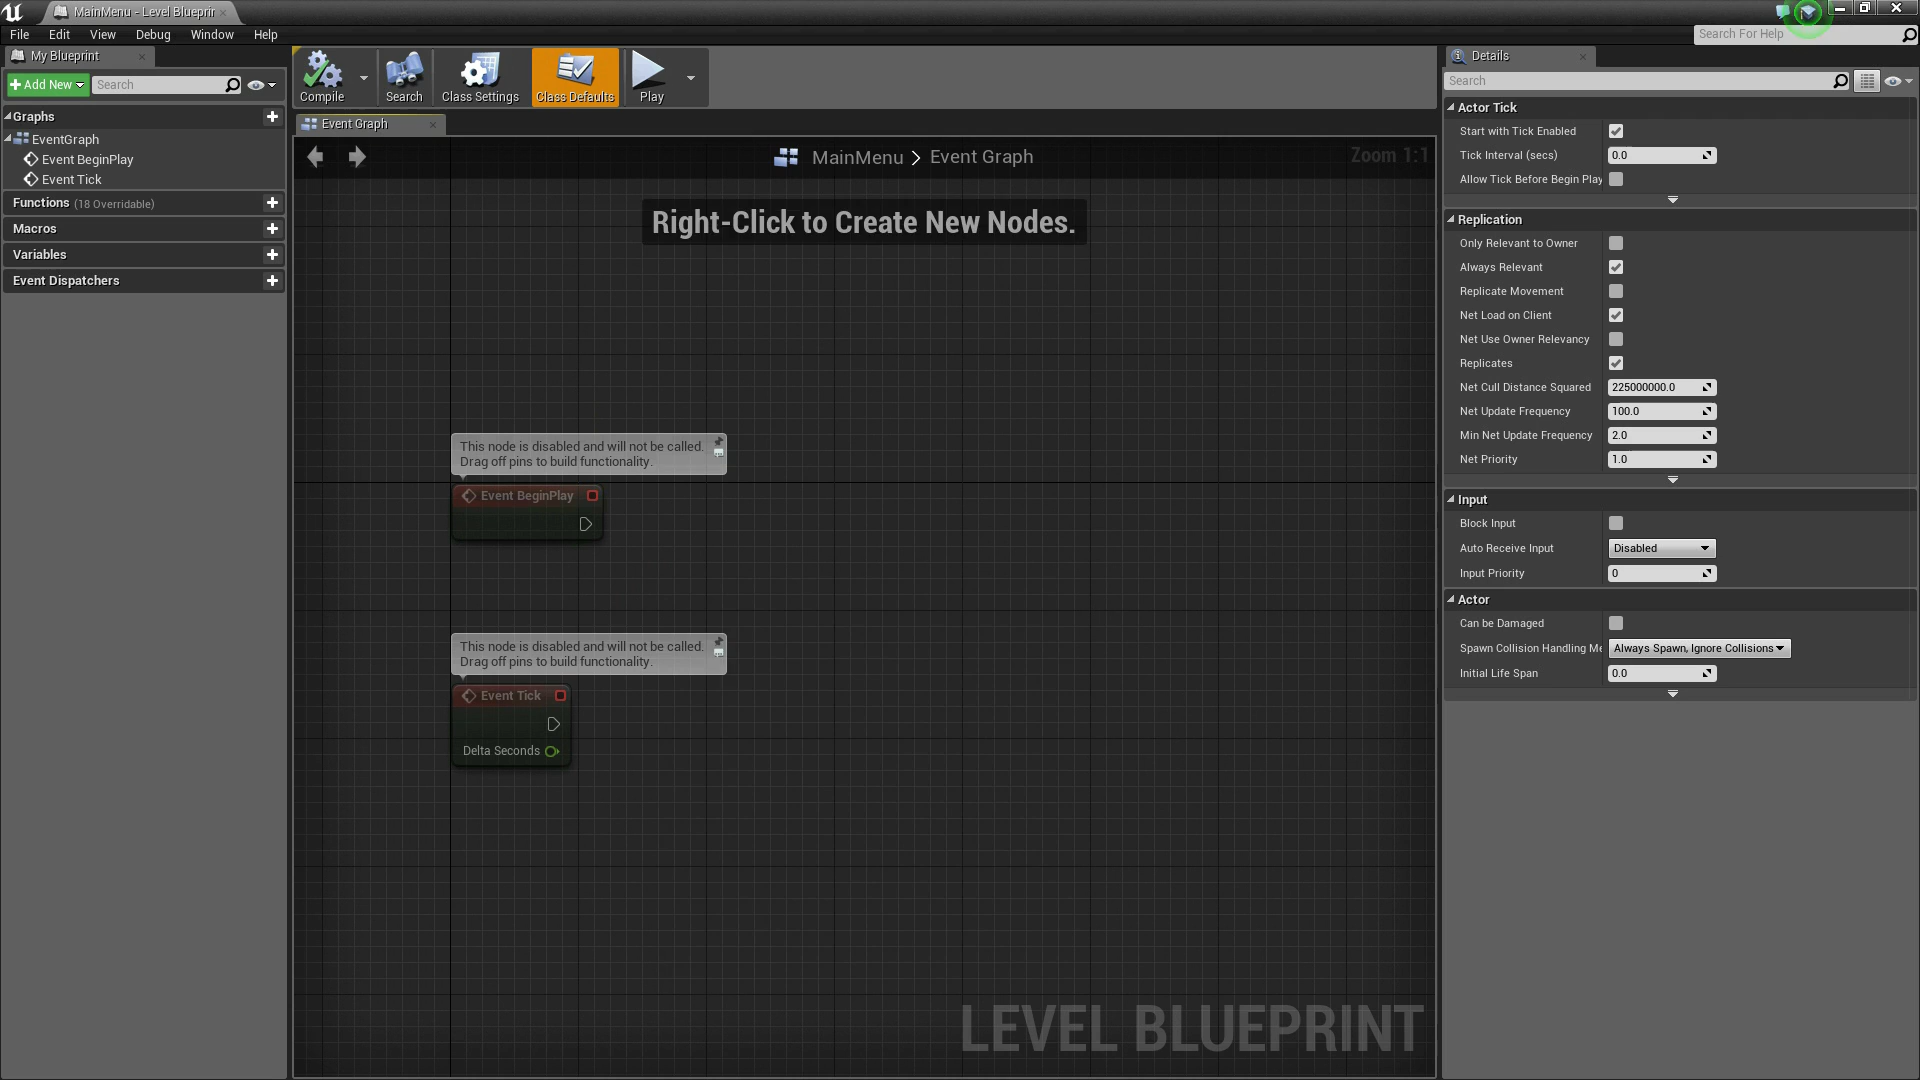 MainMenu - Level Blueprir
File Edit View Debug Window Help
Search For Help
My Blueprint
Add New
Search
Graphs
EventGraph
Event BeginPlay
Event Tick
Functions (18 Overridable)
Macros
Variables
Event Dispatchers
Compile
Search
Class Settings
Class Defaults
Play
Event Graph
MainMenu > Event Graph
Zoom 1:1
Right-Click to Create New Nodes.
This node is disabled and will not be called.
Drag off pins to build functionality.
Event BeginPlay
This node is disabled and will not be called.
Drag off pins to build functionality.
Event Tick
Delta Seconds
LEVEL BLUEPRINT
Details
Search
Actor Tick
Start with Tick Enabled
Tick Interval (secs) 0.0
Allow Tick Before Begin Play
Replication
Only Relevant to Owner
Always Relevant
Replicate Movement
Net Load on Client
Net Use Owner Relevancy
Replicates
Net Cull Distance Squared 225000000.0
Net Update Frequency 100.0
Min Net Update Frequency 2.0
Net Priority 1.0
Input
Block Input
Auto Receive Input Disabled
Input Priority 0
Actor
Can be Damaged
Spawn Collision Handling Me Always Spawn, Ignore Collisions
Initial Life Span 0.0